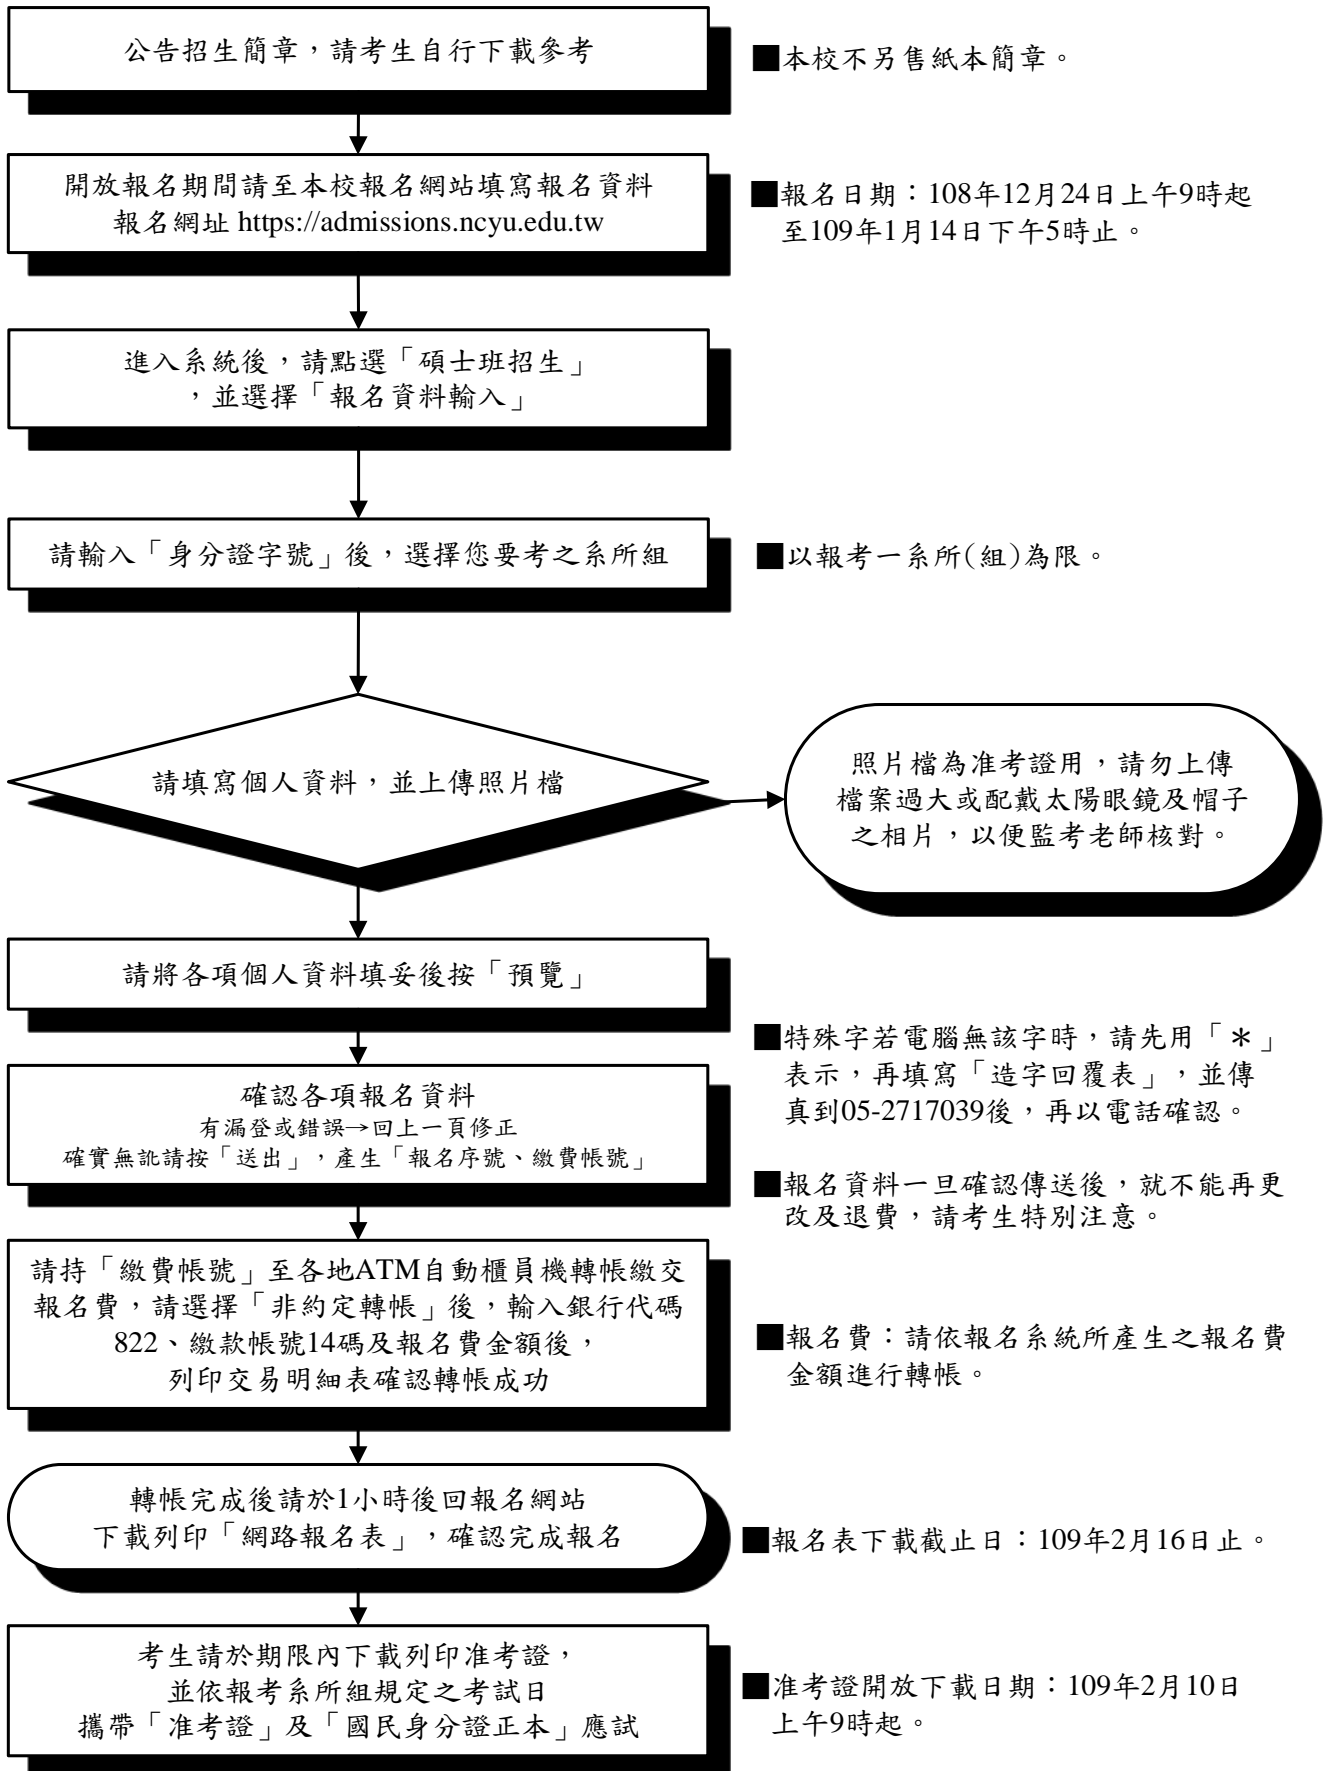 公告招生簡章，請考生自行下載參考
■本校不另售紙本簡章。
開放報名期間請至本校報名網站填寫報名資料
報名網址 https://admissions.ncyu.edu.tw
■報名日期：108年12月24日上午9時起
至109年1月14日下午5時止。
進入系統後，請點選「碩士班招生」
，並選擇「報名資料輸入」
請輸入「身分證字號」後，選擇您要考之系所組
■以報考一系所(組)為限。
請填寫個人資料，並上傳照片檔
照片檔為准考證用，請勿上傳
檔案過大或配戴太陽眼鏡及帽子
之相片，以便監考老師核對。
請將各項個人資料填妥後按「預覽」
■特殊字若電腦無該字時，請先用「＊」
表示，再填寫「造字回覆表」，並傳
真到05-2717039後，再以電話確認。
確認各項報名資料
有漏登或錯誤→回上一頁修正
確實無訛請按「送出」，產生「報名序號、繳費帳號」
■報名資料一旦確認傳送後，就不能再更
改及退費，請考生特別注意。
請持「繳費帳號」至各地ATM自動櫃員機轉帳繳交
報名費，請選擇「非約定轉帳」後，輸入銀行代碼
822、繳款帳號14碼及報名費金額後，
列印交易明細表確認轉帳成功
■報名費：請依報名系統所產生之報名費
金額進行轉帳。
轉帳完成後請於1小時後回報名網站
下載列印「網路報名表」，確認完成報名
■報名表下載截止日：109年2月16日止。
考生請於期限內下載列印准考證，
並依報考系所組規定之考試日
攜帶「准考證」及「國民身分證正本」應試
■准考證開放下載日期：109年2月10日
上午9時起。